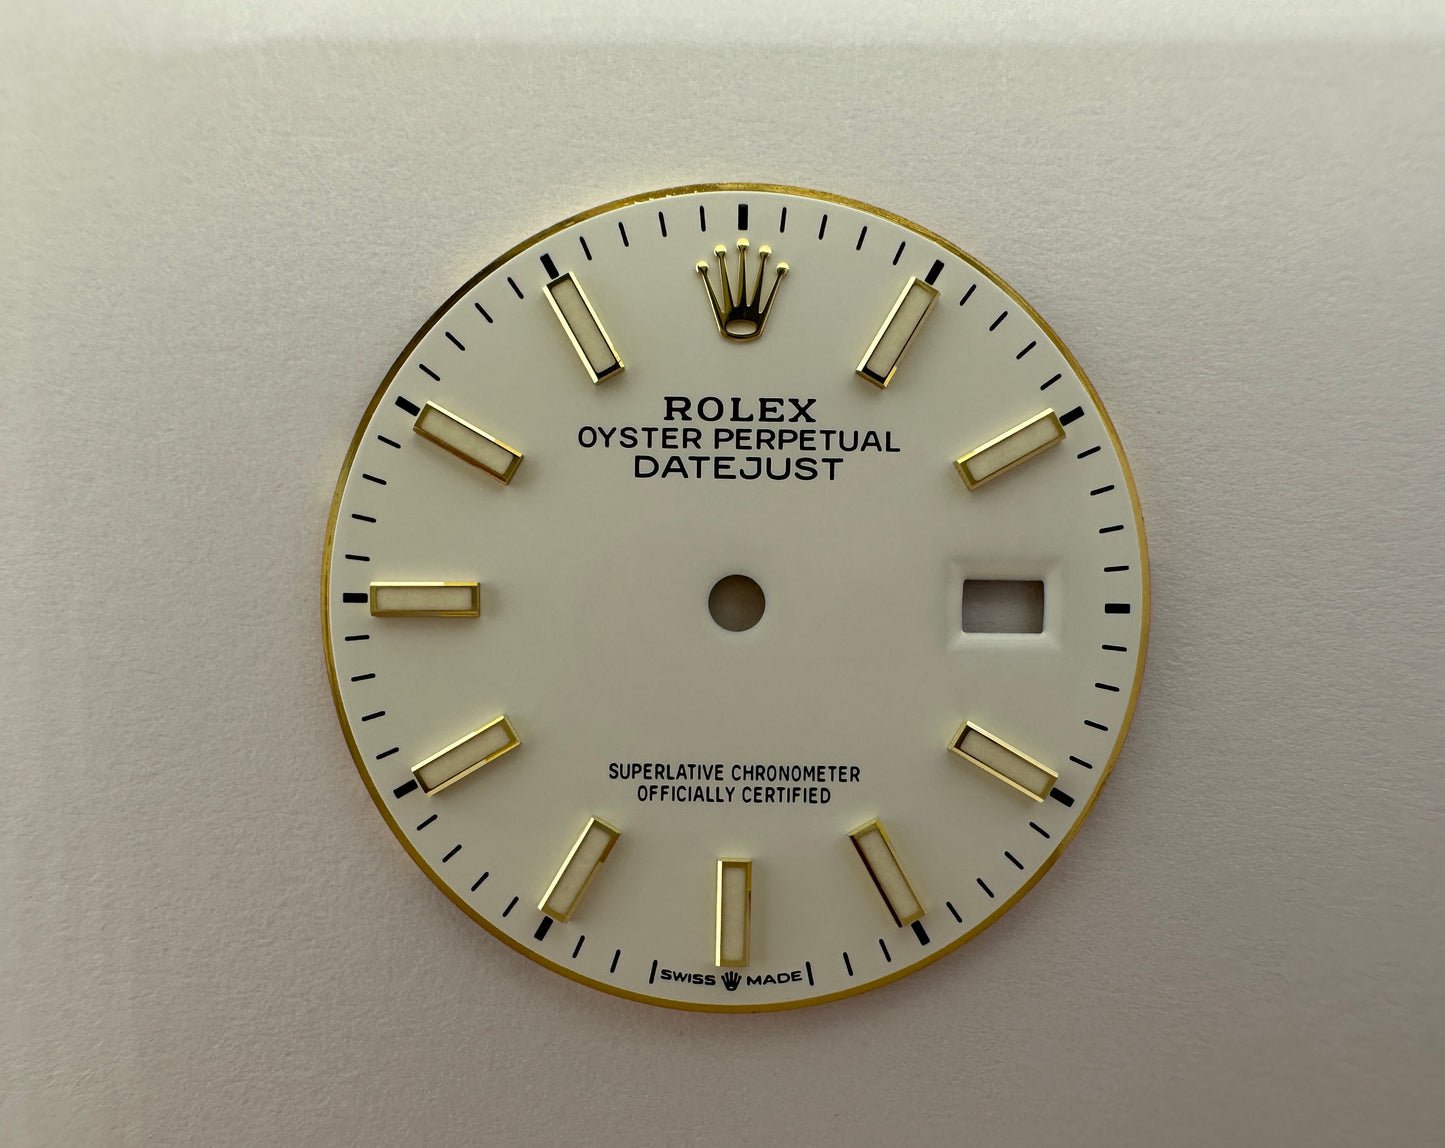 ROLEX
OYSTER PERPETUAL
DATEJUST
SUPERLATIVE CHRONOMETER
OFFICIALLY CERTIFIED
SWISS MADE